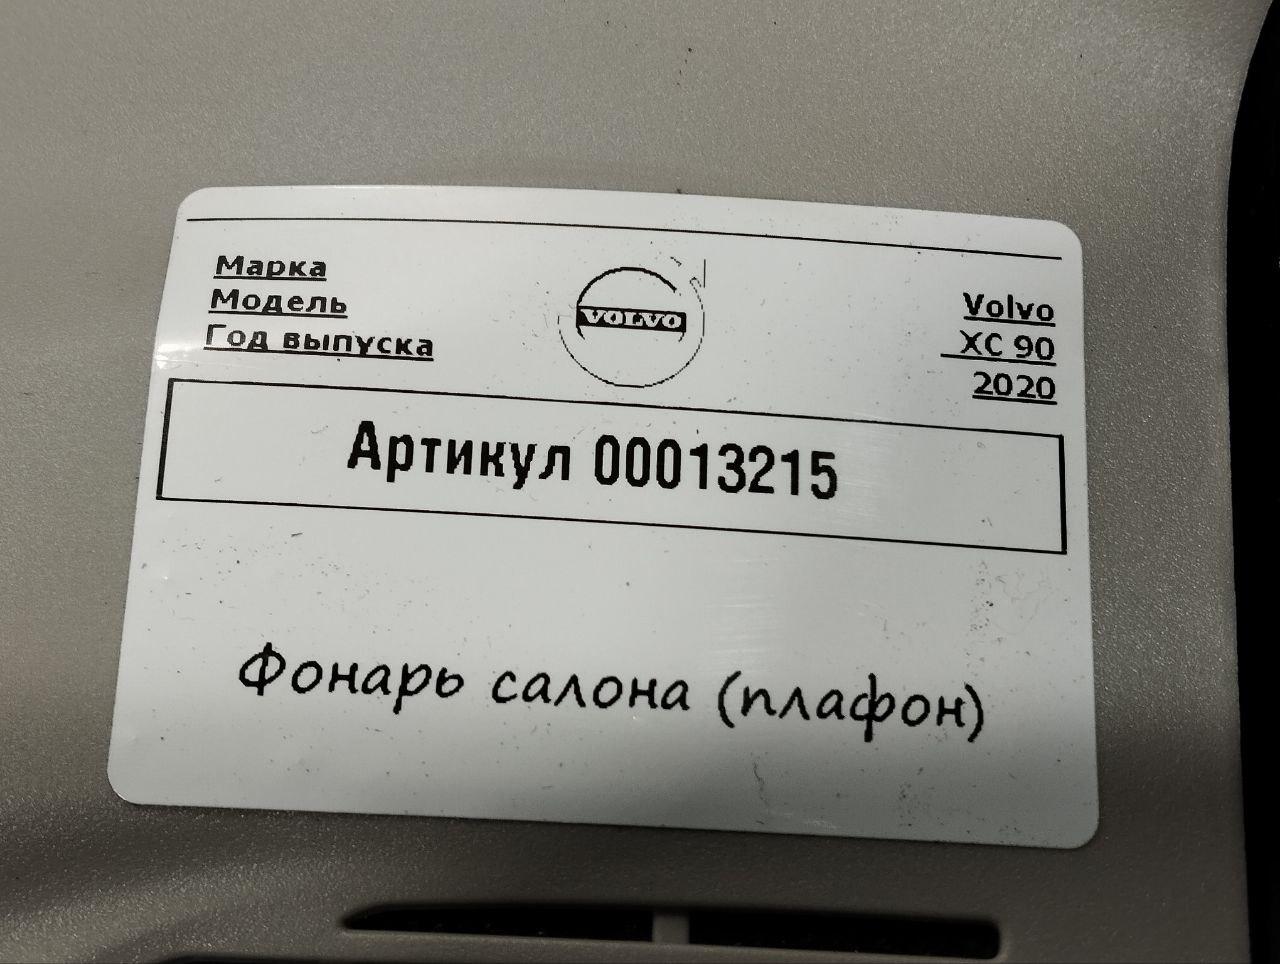 Марка
Модель
Год выпуска
VOLVO
Volvo
XC 90
2020
Артикул 00013215
Фонарь салона (плафон)